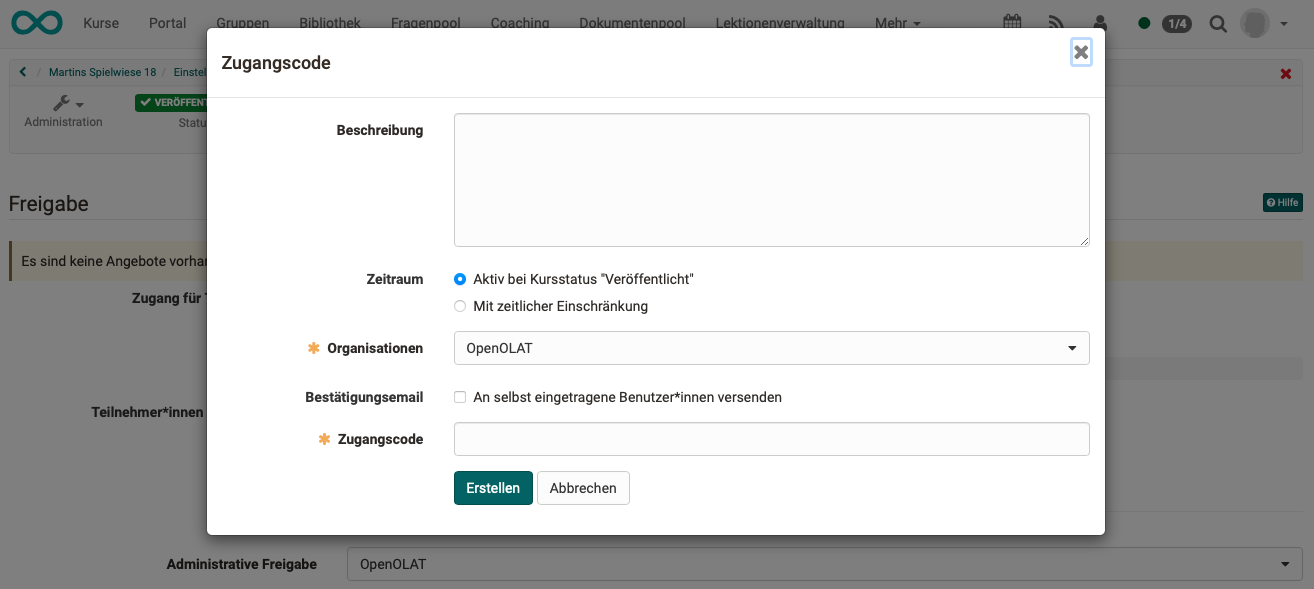 Kurse Portal Gruppen Bibliothek Fragenpool Coaching Dokumentenpool Lektionenverwaltung Mehr 1/4
Zugangscode
/ Martins Spielwiese 18 / Einstel
Administration
VERÖFFENT
Statu
Beschreibung
Freigabe
Hilfe
Es sind keine Angebote vorhar
Zeitraum
Aktiv bei Kursstatus "Veröffentlicht"
Zugang für T
Mit zeitlicher Einschränkung
✱ Organisationen
OpenOLAT
Bestätigungsemail
An selbst eingetragene Benutzer*innen versenden
Teilnehmer*innen
✱ Zugangscode
Erstellen Abbrechen
Administrative Freigabe
OpenOLAT